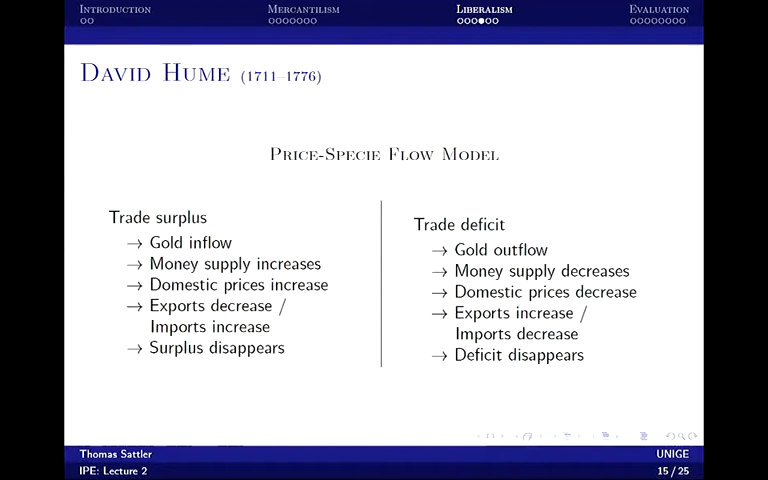 Introduction
Mercantilism
Liberalism
Evaluation
David Hume (1711–1776)
Price-Specie Flow Model
Trade surplus
→ Gold inflow
→ Money supply increases
→ Domestic prices increase
→ Exports decrease /
Imports increase
→ Surplus disappears
Trade deficit
→ Gold outflow
→ Money supply decreases
→ Domestic prices decrease
→ Exports increase /
Imports decrease
→ Deficit disappears
Thomas Sattler
UNIGE
IPE: Lecture 2
15 / 25